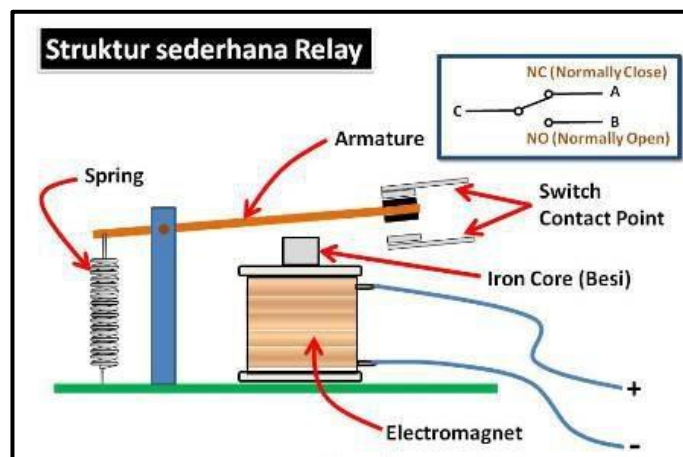 Struktur sederhana Relay
NC (Normally Close)
A
C
B
NO (Normally Open)
Armature
Spring
Switch
Contact Point
Iron Core (Besi)
+
Electromagnet
-